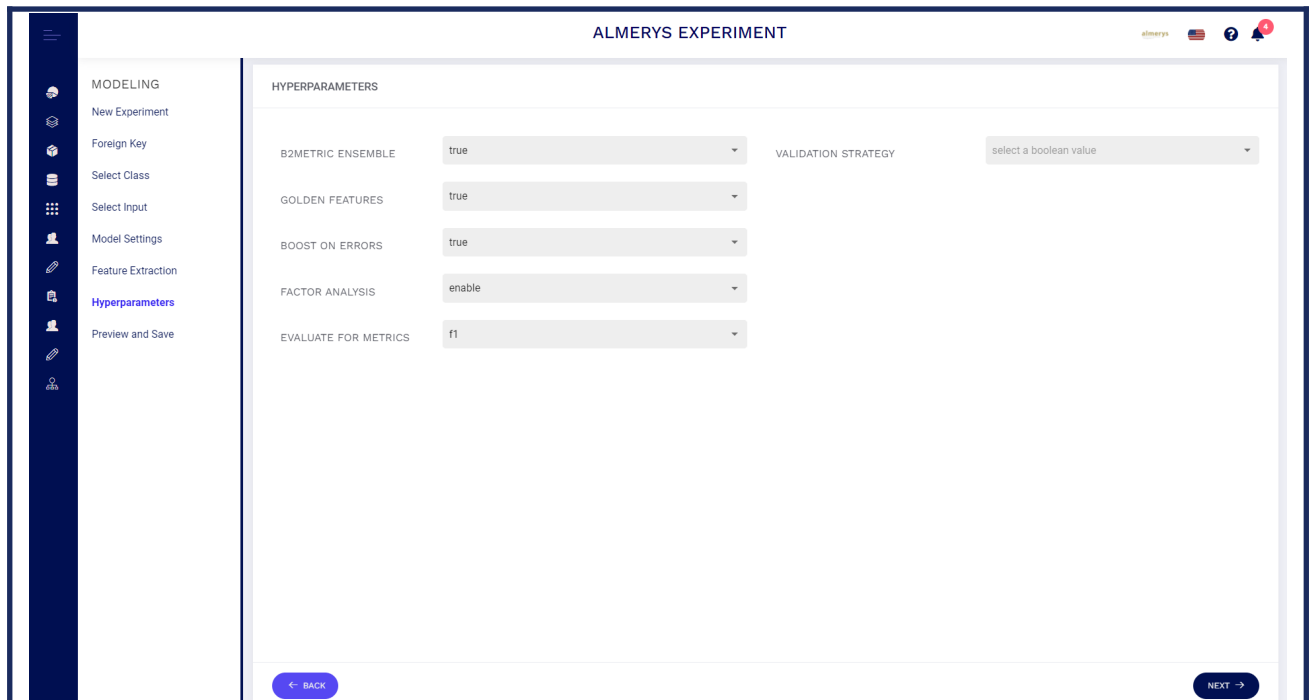 ALMERYS EXPERIMENT
almerys
4
MODELING
New Experiment
Foreign Key
Select Class
Select Input
Model Settings
Feature Extraction
Hyperparameters
Preview and Save
HYPERPARAMETERS
B2METRIC ENSEMBLE
true
GOLDEN FEATURES
true
BOOST ON ERRORS
true
FACTOR ANALYSIS
enable
EVALUATE FOR METRICS
f1
VALIDATION STRATEGY
select a boolean value
← BACK
NEXT →